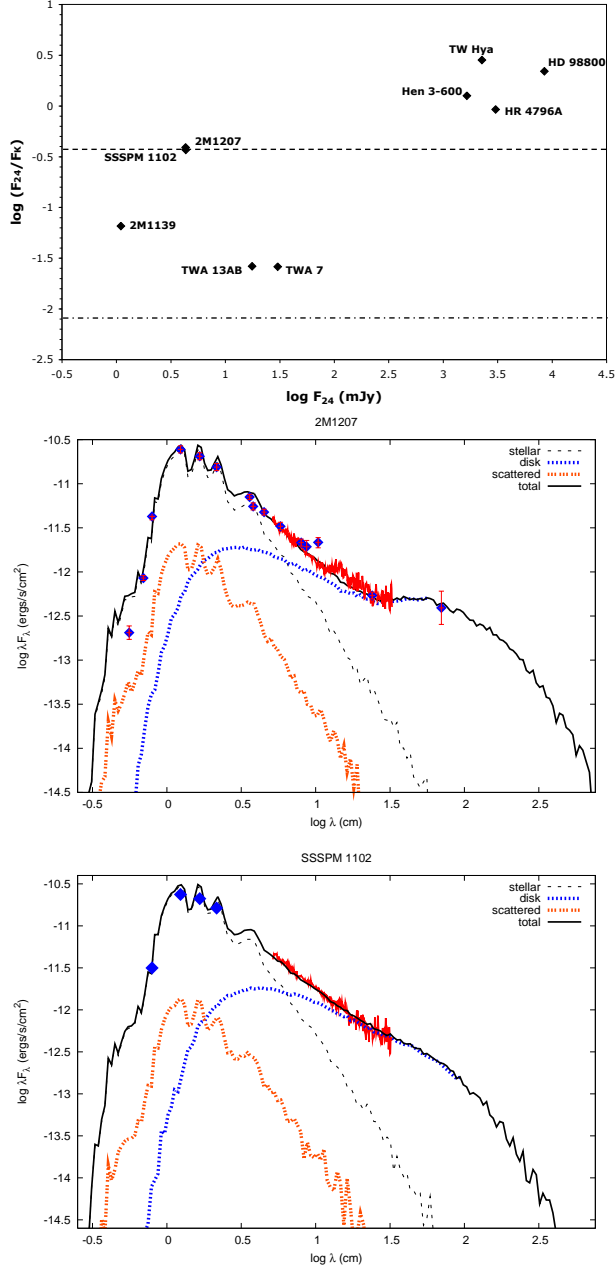 1
0.5
0
-0.5
-1
-1.5
-2
-2.5
log (F24/FK)
TW Hya
HD 98800
Hen 3-600
HR 4796A
2M1207
SSSPM 1102
2M1139
TWA 13AB
TWA 7
-0.5 0 0.5 1 1.5 2 2.5 3 3.5 4 4.5
log F24 (mJy)
2M1207
-10.5
-11
-11.5
-12
-12.5
-13
-13.5
-14
-14.5
log λFλ (ergs/s/cm2)
stellar
disk
scattered
total
-0.5 0 0.5 1 1.5 2 2.5
log λ (cm)
SSSPM 1102
-10.5
-11
-11.5
-12
-12.5
-13
-13.5
-14
-14.5
log λFλ (ergs/s/cm2)
stellar
disk
scattered
total
-0.5 0 0.5 1 1.5 2 2.5
log λ (cm)